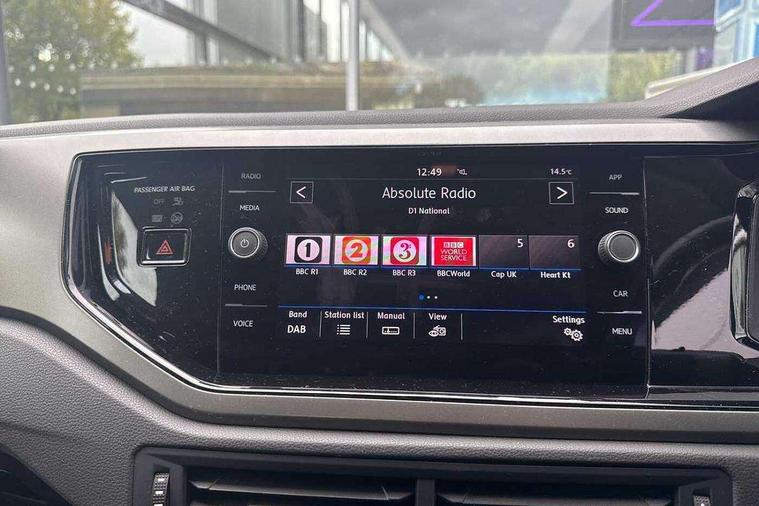 PASSENGER AIR BAG
OFF
RADIO
MEDIA
PHONE
VOICE
12:49
14.5°C
<
Absolute Radio
>
D1 National
1
2
3
BBC
WORLD
SERVICE
5
6
BBC R1
BBC R2
BBC R3
BBCWorld
Cap UK
Heart Kt
Band
Station list
Manual
View
Settings
DAB
APP
SOUND
CAR
MENU